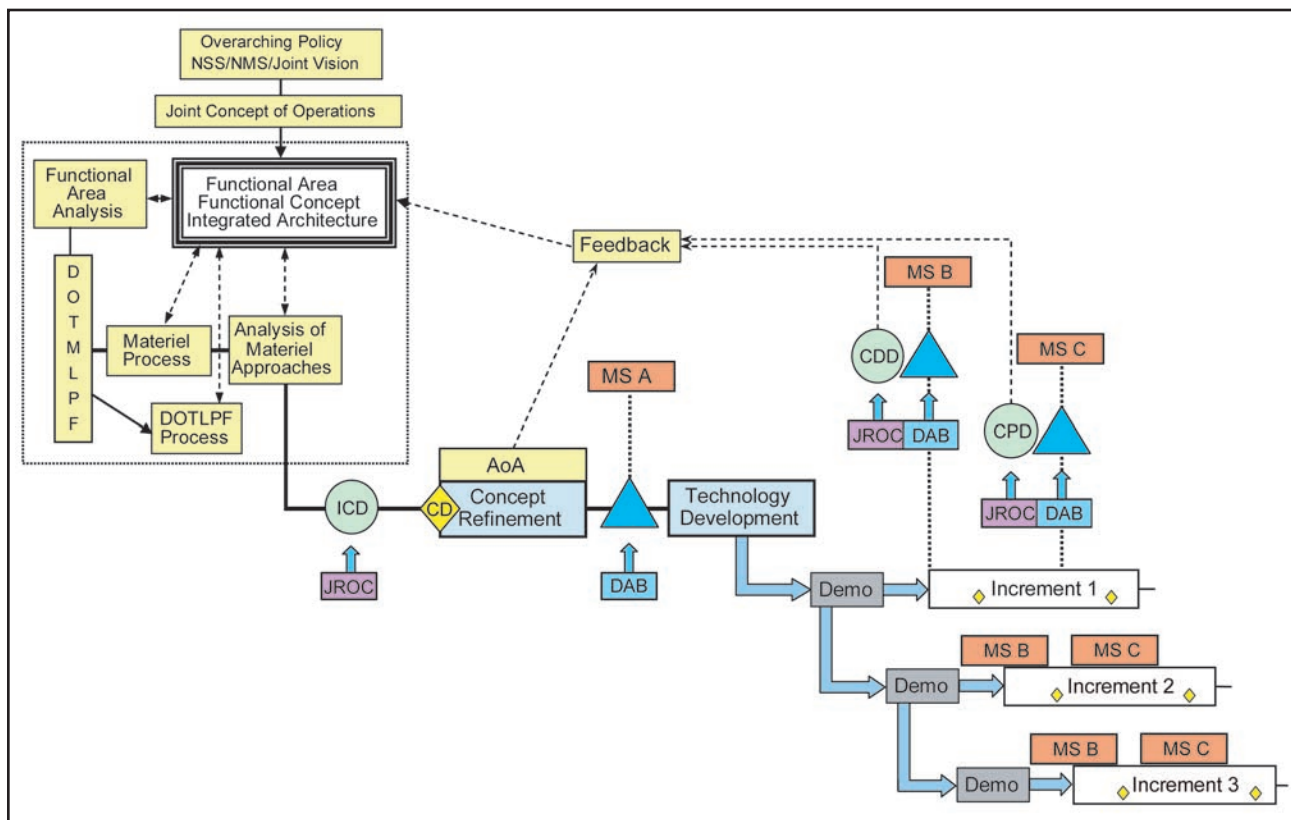 Overarching Policy
NSS/NMS/Joint Vision
Joint Concept of Operations
Functional
Area
Analysis
Functional Area
Functional Concept
Integrated Architecture
D
O
T
M
L
P
F
Materiel
Process
Analysis of
Materiel
Approaches
DOTLPF
Process
Feedback
MS B
CDD
JROC DAB
MS C
CPD
JROC DAB
MS A
ICD
JROC
CD
AoA
Concept
Refinement
DAB
Technology
Development
Demo
Increment 1
MS B
MS C
Demo
Increment 2
MS B
MS C
Demo
Increment 3